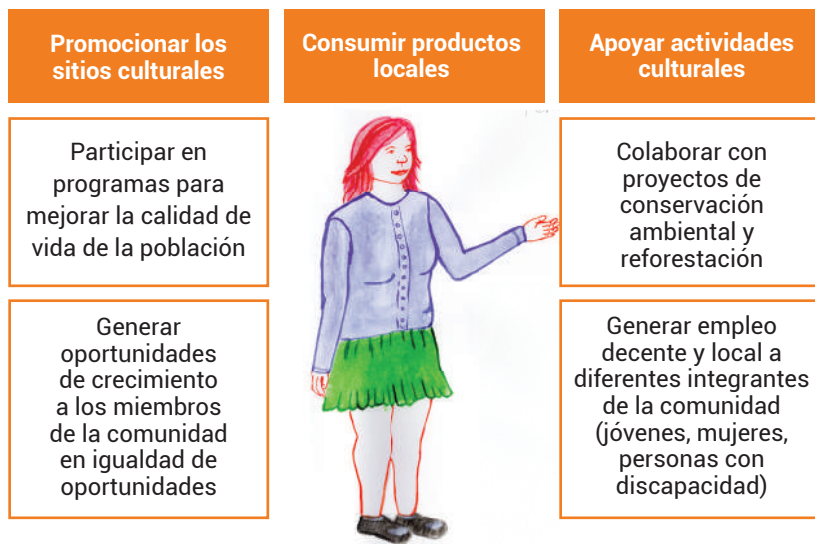 Promocionar los
sitios culturales
Consumir productos
locales
Apoyar actividades
culturales
Participar en
programas para
mejorar la calidad de
vida de la población
Colaborar con
proyectos de
conservación
ambiental y
reforestación
Generar
oportunidades
de crecimiento
a los miembros
de la comunidad
en igualdad de
oportunidades
Generar empleo
decente y local a
diferentes integrantes
de la comunidad
(jóvenes, mujeres,
personas con
discapacidad)